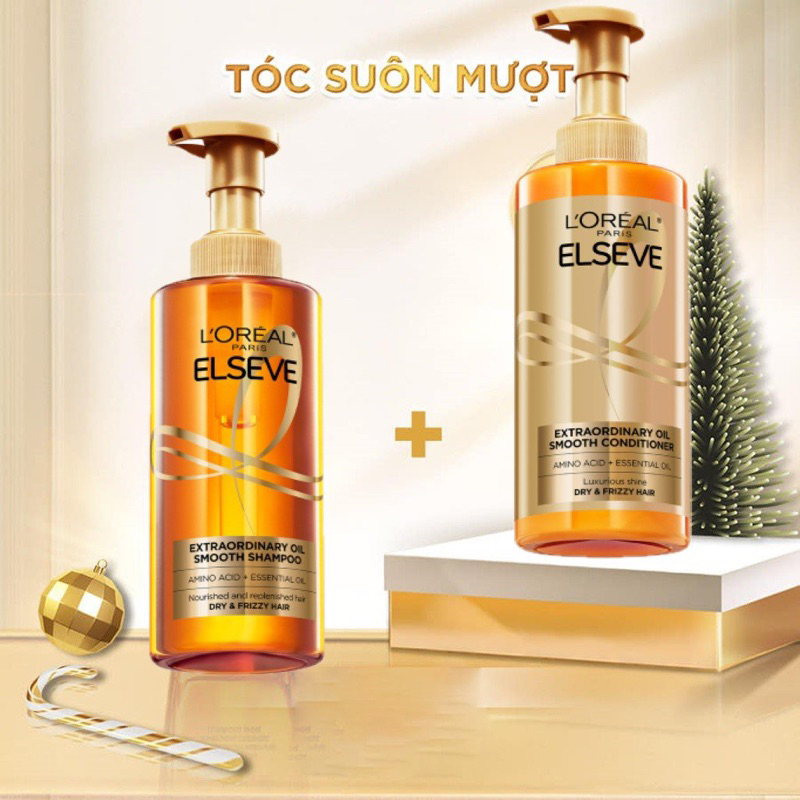 TÓC SUÔN MƯỢT
L'ORÉAL
PARIS
ELSEVE
EXTRAORDINARY OIL
SMOOTH SHAMPOO
AMINO ACID + ESSENTIAL OIL
Nourished and replenished hair
DRY & FRIZZY HAIR
+
L'ORÉAL®
PARIS
ELSEVE
EXTRAORDINARY OIL
SMOOTH CONDITIONER
AMINO ACID + ESSENTIAL OIL
Luxurious shine
DRY & FRIZZY HAIR